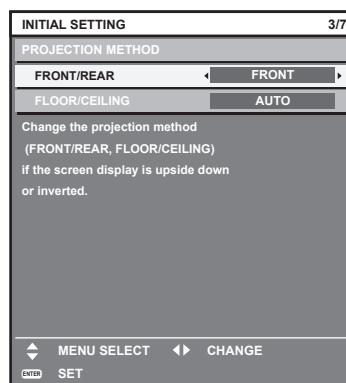 INITIAL SETTING 3/7
PROJECTION METHOD
FRONT/REAR FRONT
FLOOR/CEILING AUTO
Change the projection method
(FRONT/REAR, FLOOR/CEILING)
if the screen display is upside down
or inverted.
MENU SELECT CHANGE
ENTER SET